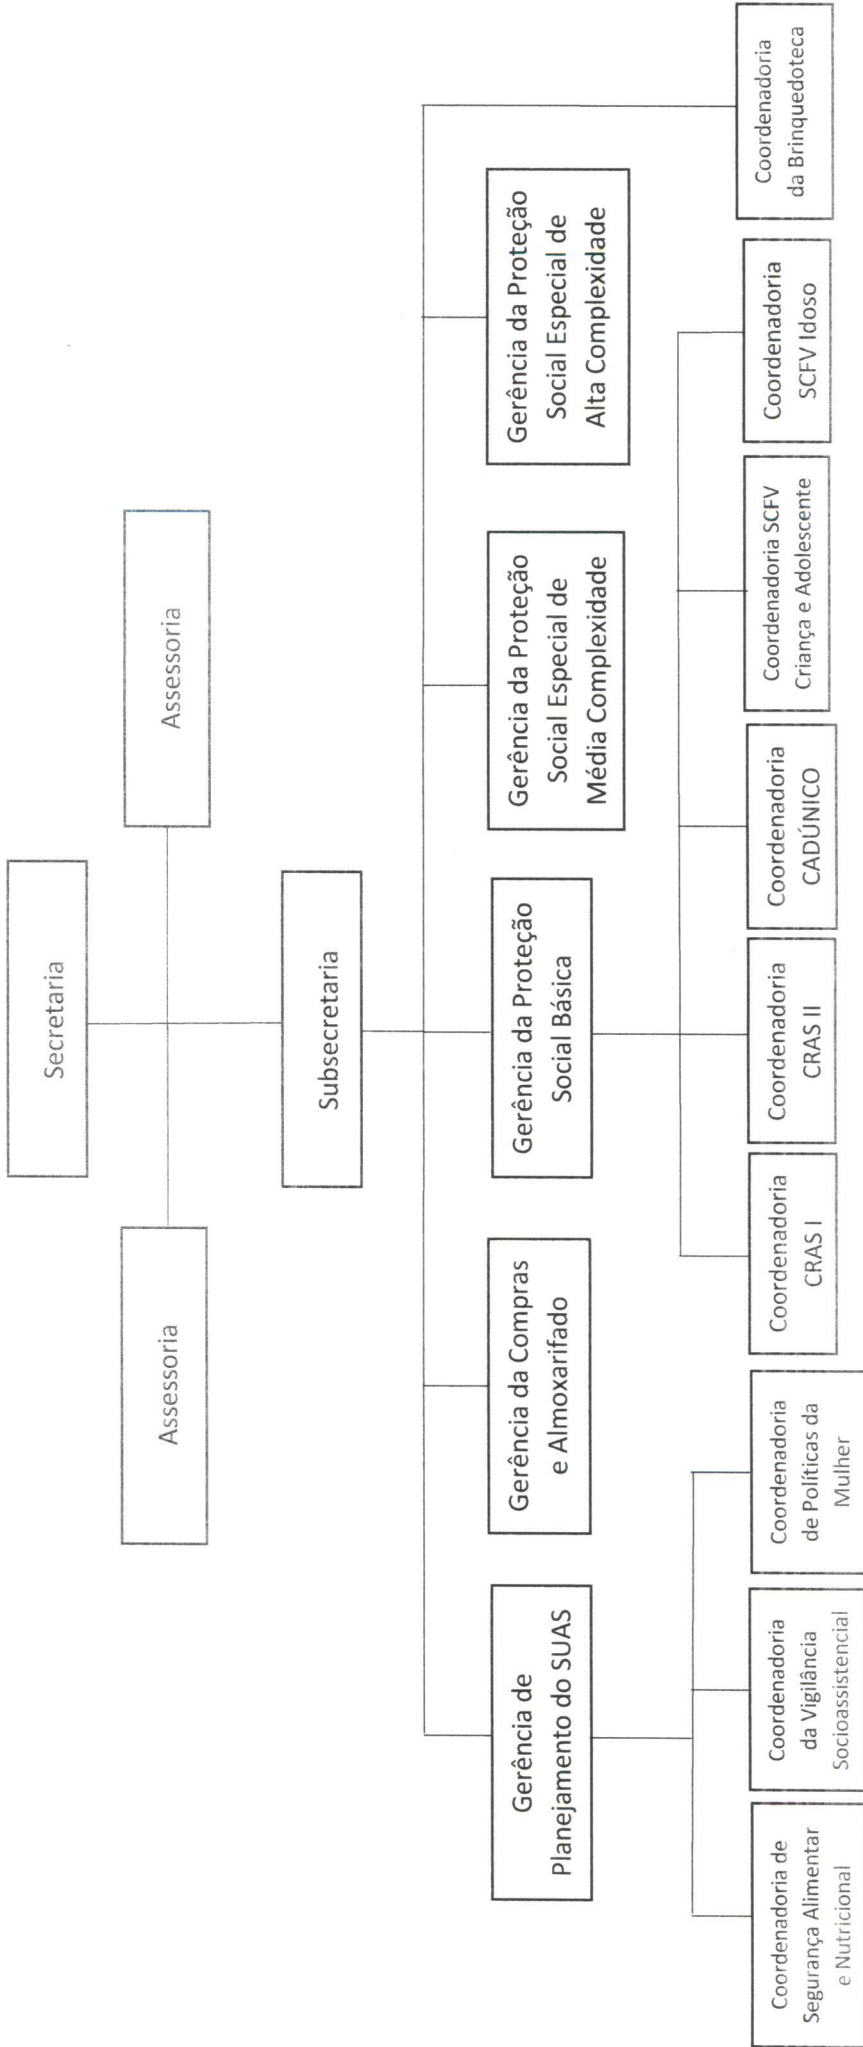 Secretaria
Assessoria
Assessoria
Subsecretaria
Gerência de
Planejamento do SUAS
Gerência da Compras
e Almoxarifado
Gerência da Proteção
Social Básica
Gerência da Proteção
Social Especial de
Média Complexidade
Gerência da Proteção
Social Especial de
Alta Complexidade
Coordenadoria de
Segurança Alimentar
e Nutricional
Coordenadoria
da Vigilância
Socioassistencial
Coordenadoria
de Políticas da
Mulher
Coordenadoria
CRAS I
Coordenadoria
CRAS II
Coordenadoria
CADÚNICO
Coordenadoria SCFV
Criança e Adolescente
Coordenadoria
SCFV Idoso
Coordenadoria
da Brinquedoteca